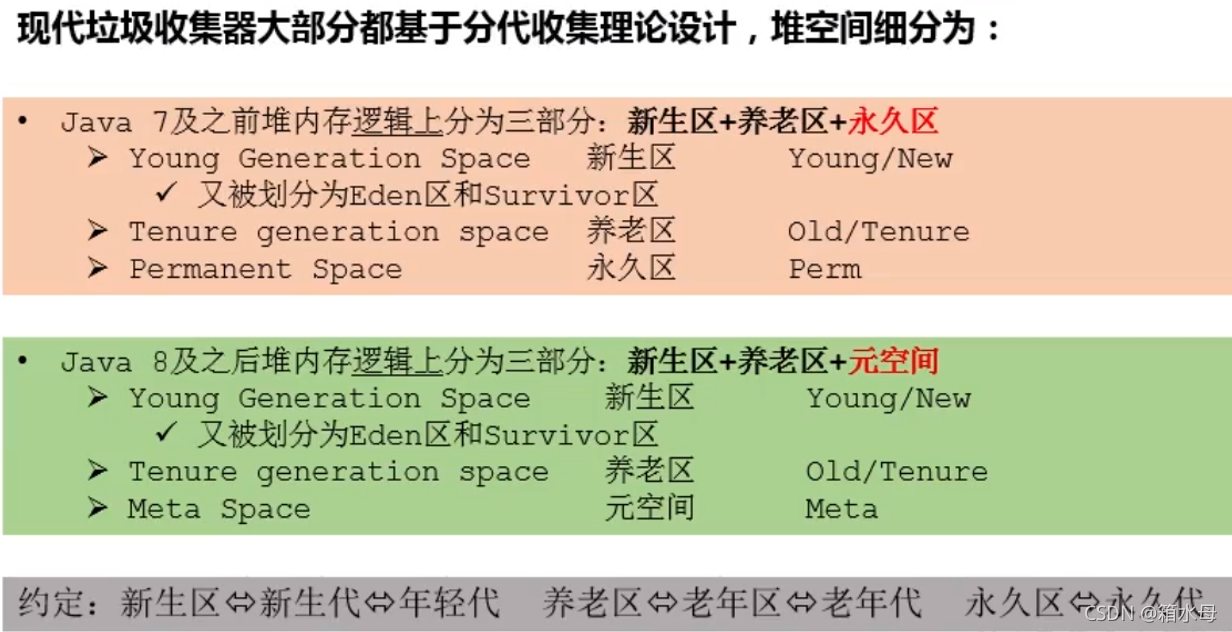 现代垃圾收集器大部分都基于分代收集理论设计，堆空间细分为：
• Java 7及之前堆内存逻辑上分为三部分：新生区+养老区+永久区
➢ Young Generation Space 新生区 Young/New
✓ 又被划分为Eden区和Survivor区
➢ Tenure generation space 养老区 Old/Tenure
➢ Permanent Space 永久区 Perm
• Java 8及之后堆内存逻辑上分为三部分：新生区+养老区+元空间
➢ Young Generation Space 新生区 Young/New
✓ 又被划分为Eden区和Survivor区
➢ Tenure generation space 养老区 Old/Tenure
➢ Meta Space 元空间 Meta
约定：新生区⇔新生代⇔年轻代 养老区⇔老年区⇔老年代 永久区⇔永久代
CSDN @箱水母